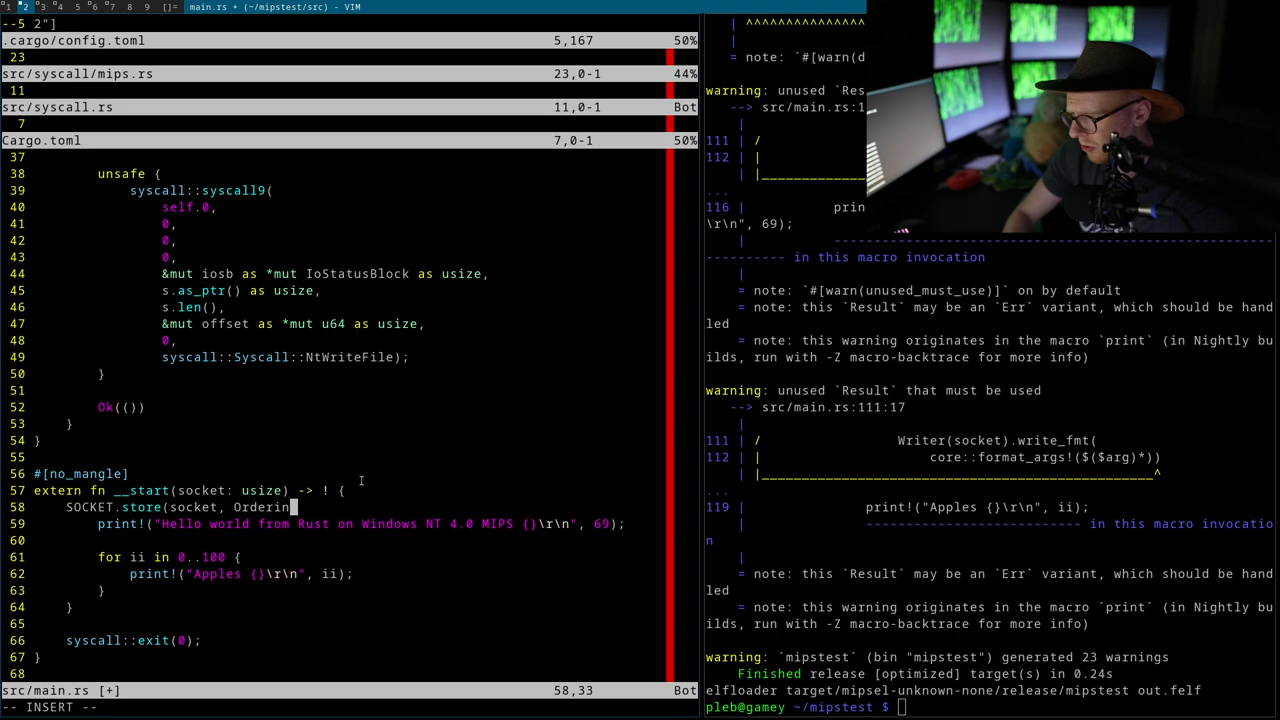 1 2 3 4 5 6 7 8 9 []= main.rs + (~/mipstest/src) - VIM
--5 2"]
.cargo/config.toml 5,167 50%
23
src/syscall/mips.rs 23,0-1 44%
11
src/syscall.rs 11,0-1 Bot
7
Cargo.toml 7,0-1 50%
37
38 unsafe {
39 syscall::syscall9(
40 self.0,
41 0,
42 0,
43 0,
44 &mut iosb as *mut IoStatusBlock as usize,
45 s.as_ptr() as usize,
46 s.len(),
47 &mut offset as *mut u64 as usize,
48 0,
49 syscall::Syscall::NtWriteFile);
50 }
51
52 Ok(())
53 }
54 }
55
56 #[no_mangle]
57 extern fn __start(socket: usize) -> ! {
58 SOCKET.store(socket, Orderin
59 print!("Hello world from Rust on Windows NT 4.0 MIPS {}\r\n", 69);
60
61 for ii in 0..100 {
62 print!("Apples {}\r\n", ii);
63 }
64 }
65
66 syscall::exit(0);
67 }
68
src/main.rs [+] 58,33 Bot
-- INSERT --
| ^^^^^^^^^^^^^^^
|
= note: `#[warn(d
warning: unused `Res
--> src/main.rs:1
|
111 | /
112 | |
| |_____________
...
116 | prin
\r\n", 69);
| -------------------------------------------------------
---------- in this macro invocation
|
= note: `#[warn(unused_must_use)]` on by default
= note: this `Result` may be an `Err` variant, which should be hand
led
= note: this warning originates in the macro `print` (in Nightly bu
ilds, run with -Z macro-backtrace for more info)
warning: unused `Result` that must be used
--> src/main.rs:111:17
|
111 | / Writer(socket).write_fmt(
112 | | core::format_args!($($arg)*))
| |__________________________________________________^
...
119 | print!("Apples {}\r\n", ii);
| --------------------------- in this macro invocatio
n
|
= note: this `Result` may be an `Err` variant, which should be hand
led
= note: this warning originates in the macro `print` (in Nightly bu
ilds, run with -Z macro-backtrace for more info)
warning: `mipstest` (bin "mipstest") generated 23 warnings
Finished release [optimized] target(s) in 0.24s
elfloader target/mipsel-unknown-none/release/mipstest out.felf
pleb@gamey ~/mipstest $